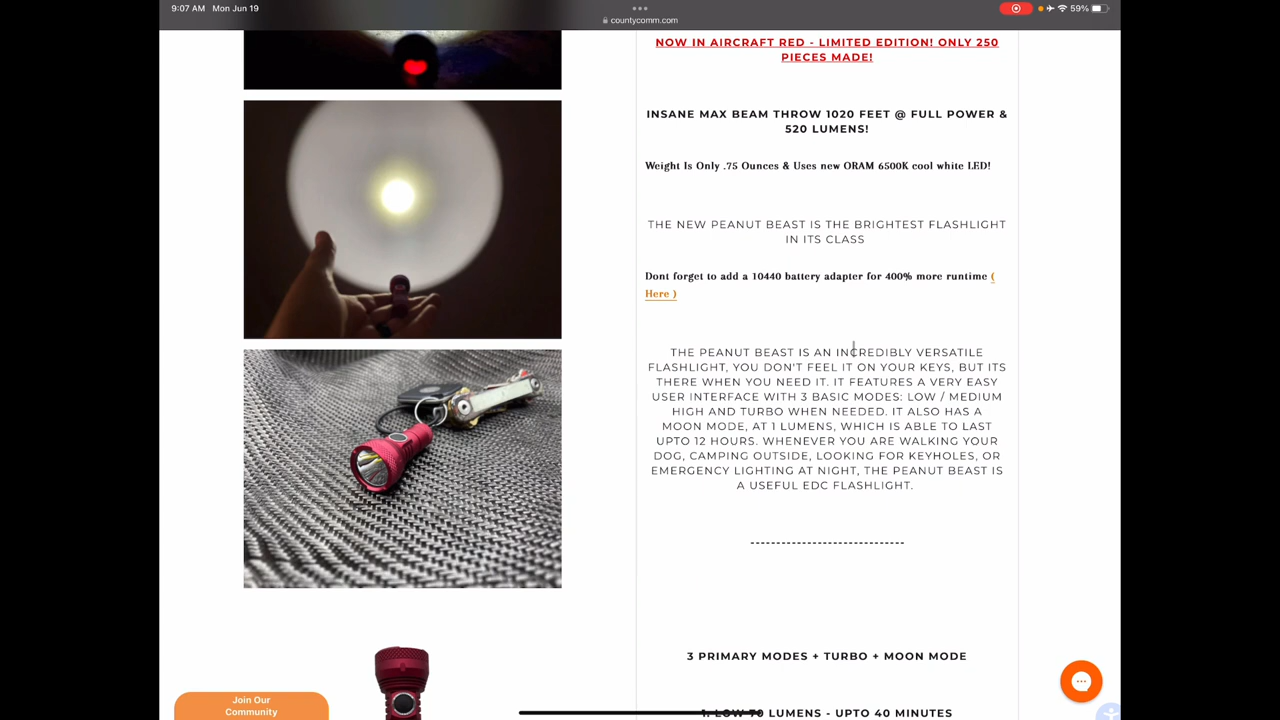 9:07 AM Mon Jun 19
countycomm.com
59%
NOW IN AIRCRAFT RED - LIMITED EDITION! ONLY 250
PIECES MADE!
INSANE MAX BEAM THROW 1020 FEET @ FULL POWER &
520 LUMENS!
Weight Is Only .75 Ounces & Uses new ORAM 6500K cool white LED!
THE NEW PEANUT BEAST IS THE BRIGHTEST FLASHLIGHT
IN ITS CLASS
Dont forget to add a 10440 battery adapter for 400% more runtime (
Here )
THE PEANUT BEAST IS AN INCREDIBLY VERSATILE
FLASHLIGHT, YOU DON'T FEEL IT ON YOUR KEYS, BUT ITS
THERE WHEN YOU NEED IT. IT FEATURES A VERY EASY
USER INTERFACE WITH 3 BASIC MODES: LOW / MEDIUM
HIGH AND TURBO WHEN NEEDED. IT ALSO HAS A
MOON MODE, AT 1 LUMENS, WHICH IS ABLE TO LAST
UPTO 12 HOURS. WHENEVER YOU ARE WALKING YOUR
DOG, CAMPING OUTSIDE, LOOKING FOR KEYHOLES, OR
EMERGENCY LIGHTING AT NIGHT, THE PEANUT BEAST IS
A USEFUL EDC FLASHLIGHT.
------------------------------
3 PRIMARY MODES + TURBO + MOON MODE
1. LOW 70 LUMENS - UPTO 40 MINUTES
Join Our
Community